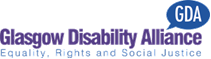 GDA
Glasgow Disability Alliance
Equality, Rights and Social Justice